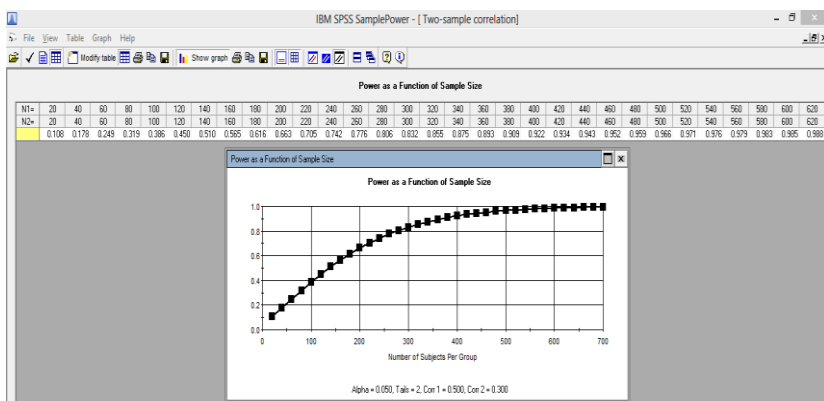 IBM SPSS SamplePower - [ Two-sample correlation]
File View Table Graph Help
Modify table Show graph
Power as a Function of Sample Size
N1= 20 40 60 80 100 120 140 160 180 200 220 240 260 280 300 320 340 360 380 400 420 440 460 480 500 520 540 560 580 600 620
N2= 20 40 60 80 100 120 140 160 180 200 220 240 260 280 300 320 340 360 380 400 420 440 460 480 500 520 540 560 580 600 620
0.108 0.178 0.249 0.319 0.386 0.450 0.510 0.565 0.616 0.663 0.705 0.742 0.776 0.806 0.832 0.855 0.875 0.893 0.909 0.922 0.934 0.943 0.952 0.959 0.966 0.971 0.976 0.979 0.983 0.985 0.988
Power as a Function of Sample Size
Power as a Function of Sample Size
1.0
0.8
0.6
0.4
0.2
0.0
0 100 200 300 400 500 600 700
Number of Subjects Per Group
Alpha = 0.050, Tails = 2, Corr 1 = 0.500, Corr 2 = 0.300